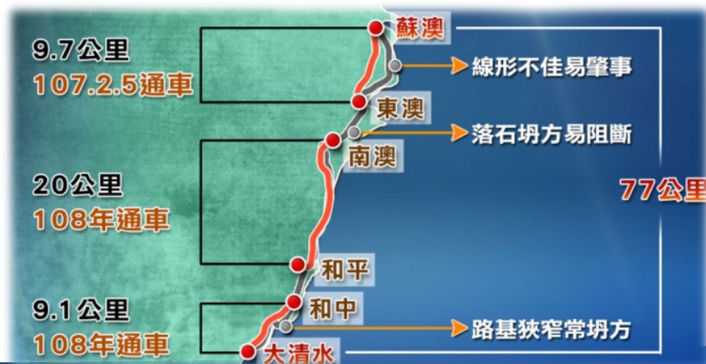 蘇澳
9.7公里
107.2.5通車
線形不佳易肇事
東澳
落石坍方易阻斷
南澳
20公里
108年通車
77公里
和平
和中
9.1公里
108年通車
路基狹窄常坍方
大清水